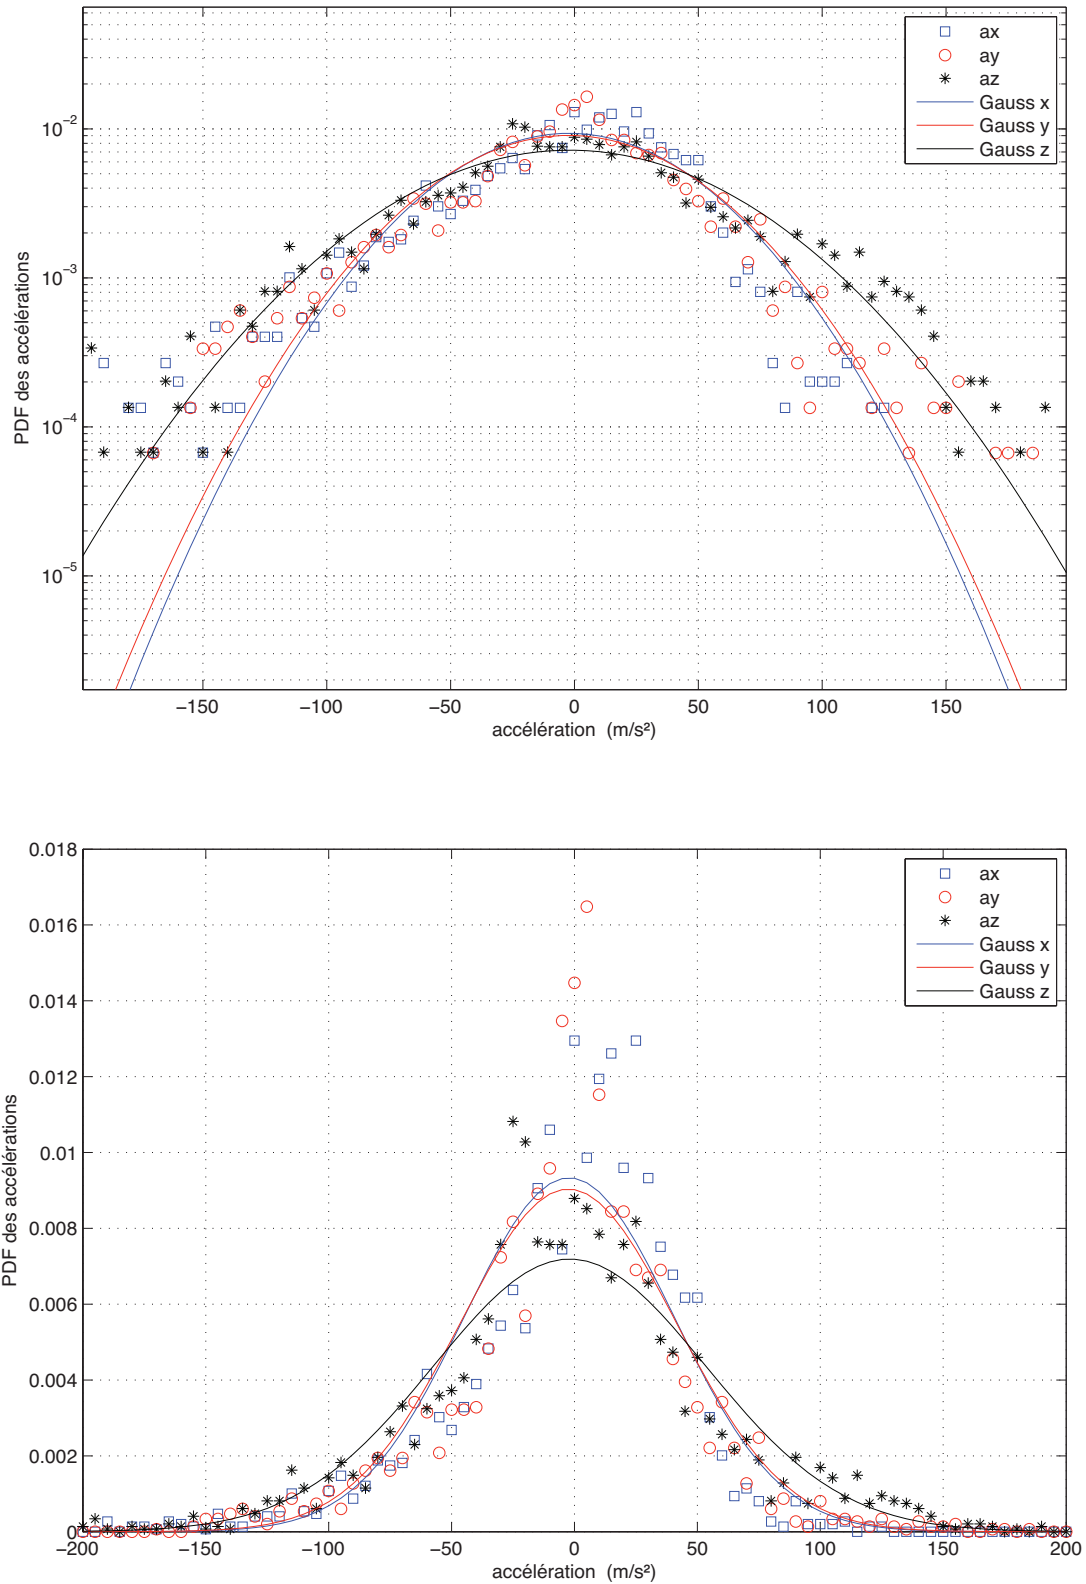 ax
ay
az
Gauss x
Gauss y
Gauss z
10⁻²
10⁻³
10⁻⁴
10⁻⁵
PDF des accélérations
−150 −100 −50 0 50 100 150
accélération (m/s²)
0.018
0.016
0.014
0.012
0.01
0.008
0.006
0.004
0.002
0
ax
ay
az
Gauss x
Gauss y
Gauss z
PDF des accélérations
−200 −150 −100 −50 0 50 100 150 200
accélération (m/s²)